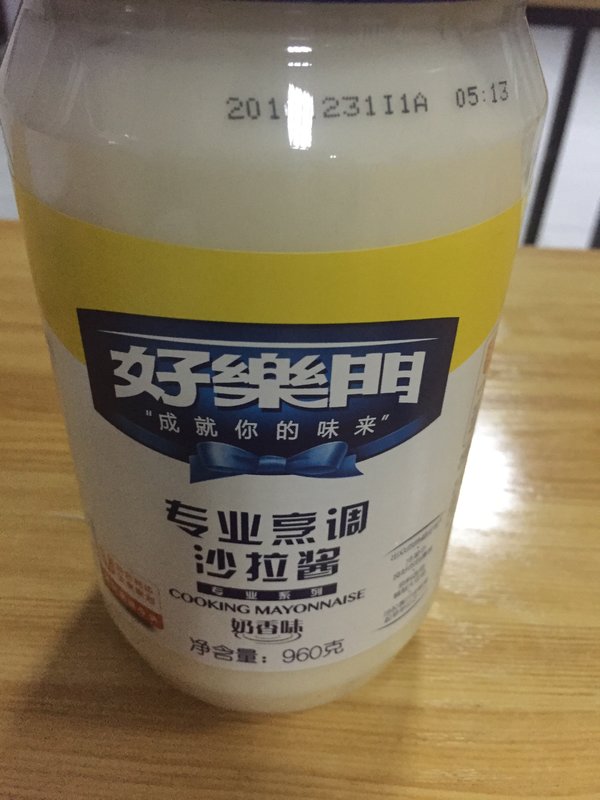 231I1A 05:13
好樂門
"成就你的味来"
专业烹调
沙拉酱
专业系列
COOKING MAYONNAISE
奶香味
净含量：960克